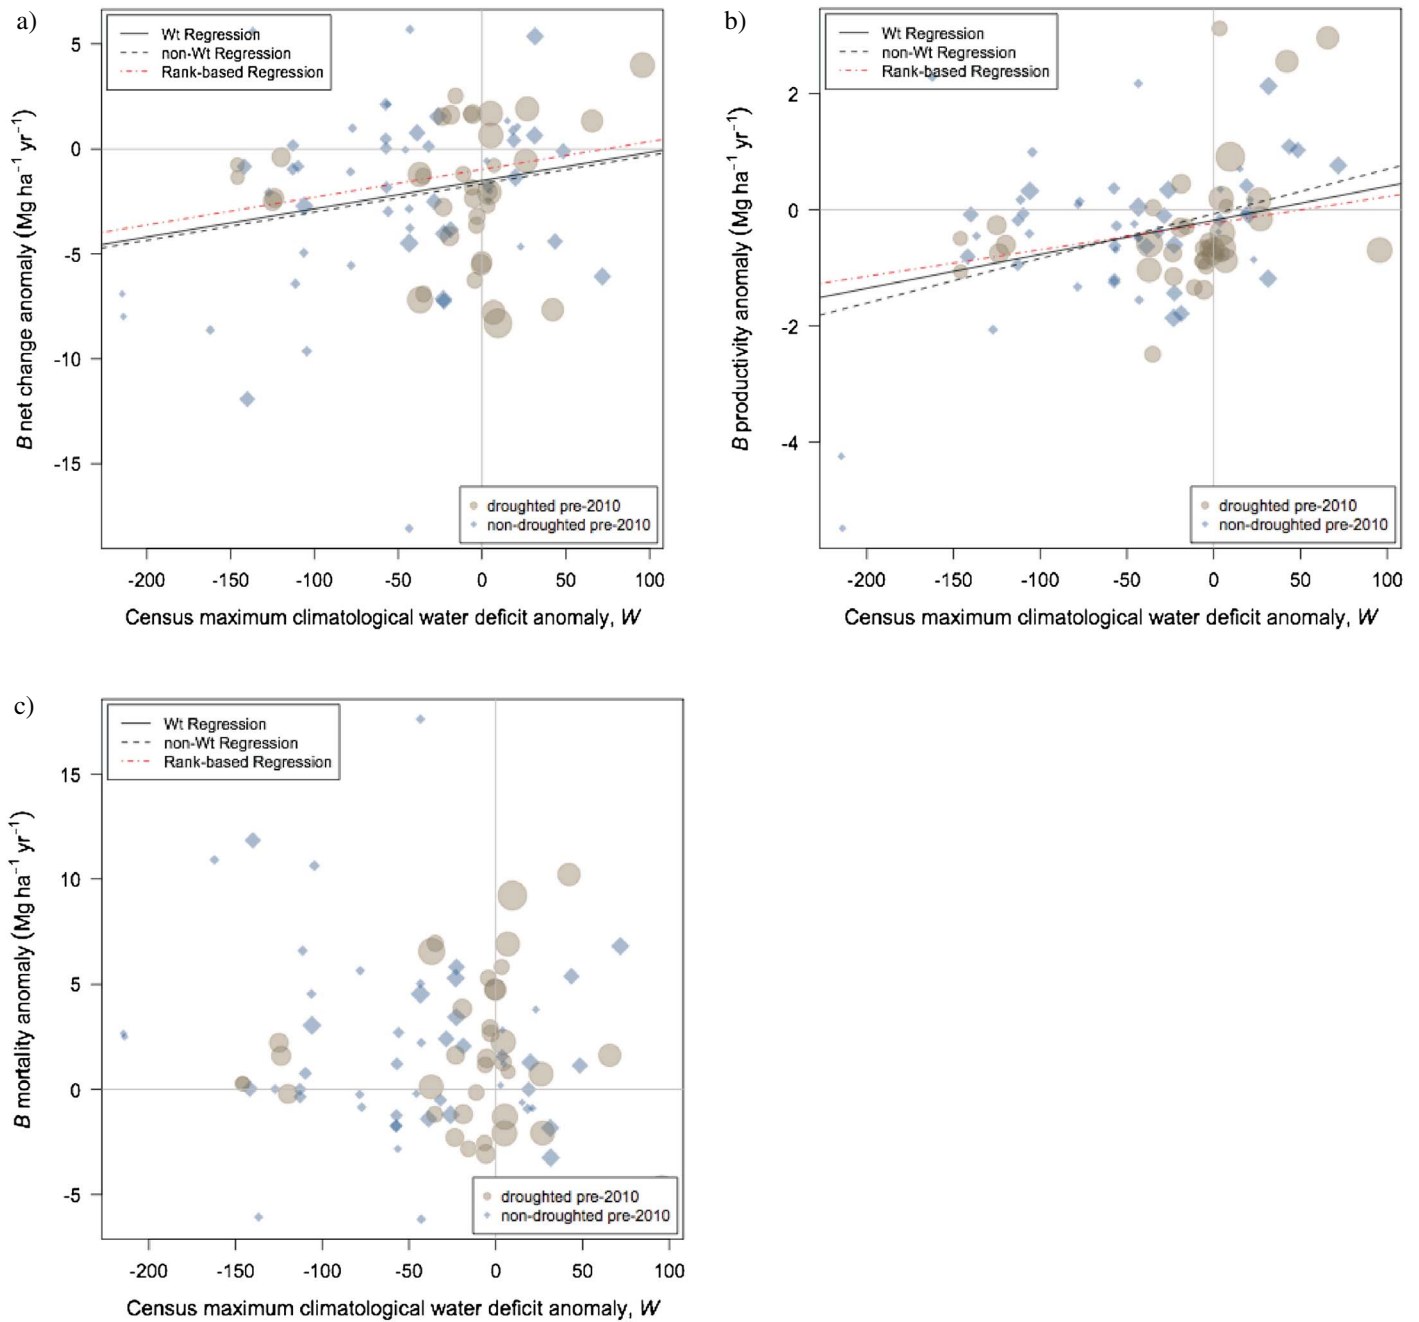 a)
Wt Regression
non-Wt Regression
Rank-based Regression
5
0
-5
-10
-15
B net change anomaly (Mg ha⁻¹ yr⁻¹)
droughted pre-2010
non-droughted pre-2010
-200 -150 -100 -50 0 50 100
Census maximum climatological water deficit anomaly, W
b)
Wt Regression
non-Wt Regression
Rank-based Regression
2
0
-2
-4
B productivity anomaly (Mg ha⁻¹ yr⁻¹)
droughted pre-2010
non-droughted pre-2010
-200 -150 -100 -50 0 50 100
Census maximum climatological water deficit anomaly, W
c)
Wt Regression
non-Wt Regression
Rank-based Regression
15
10
5
0
-5
B mortality anomaly (Mg ha⁻¹ yr⁻¹)
droughted pre-2010
non-droughted pre-2010
-200 -150 -100 -50 0 50 100
Census maximum climatological water deficit anomaly, W